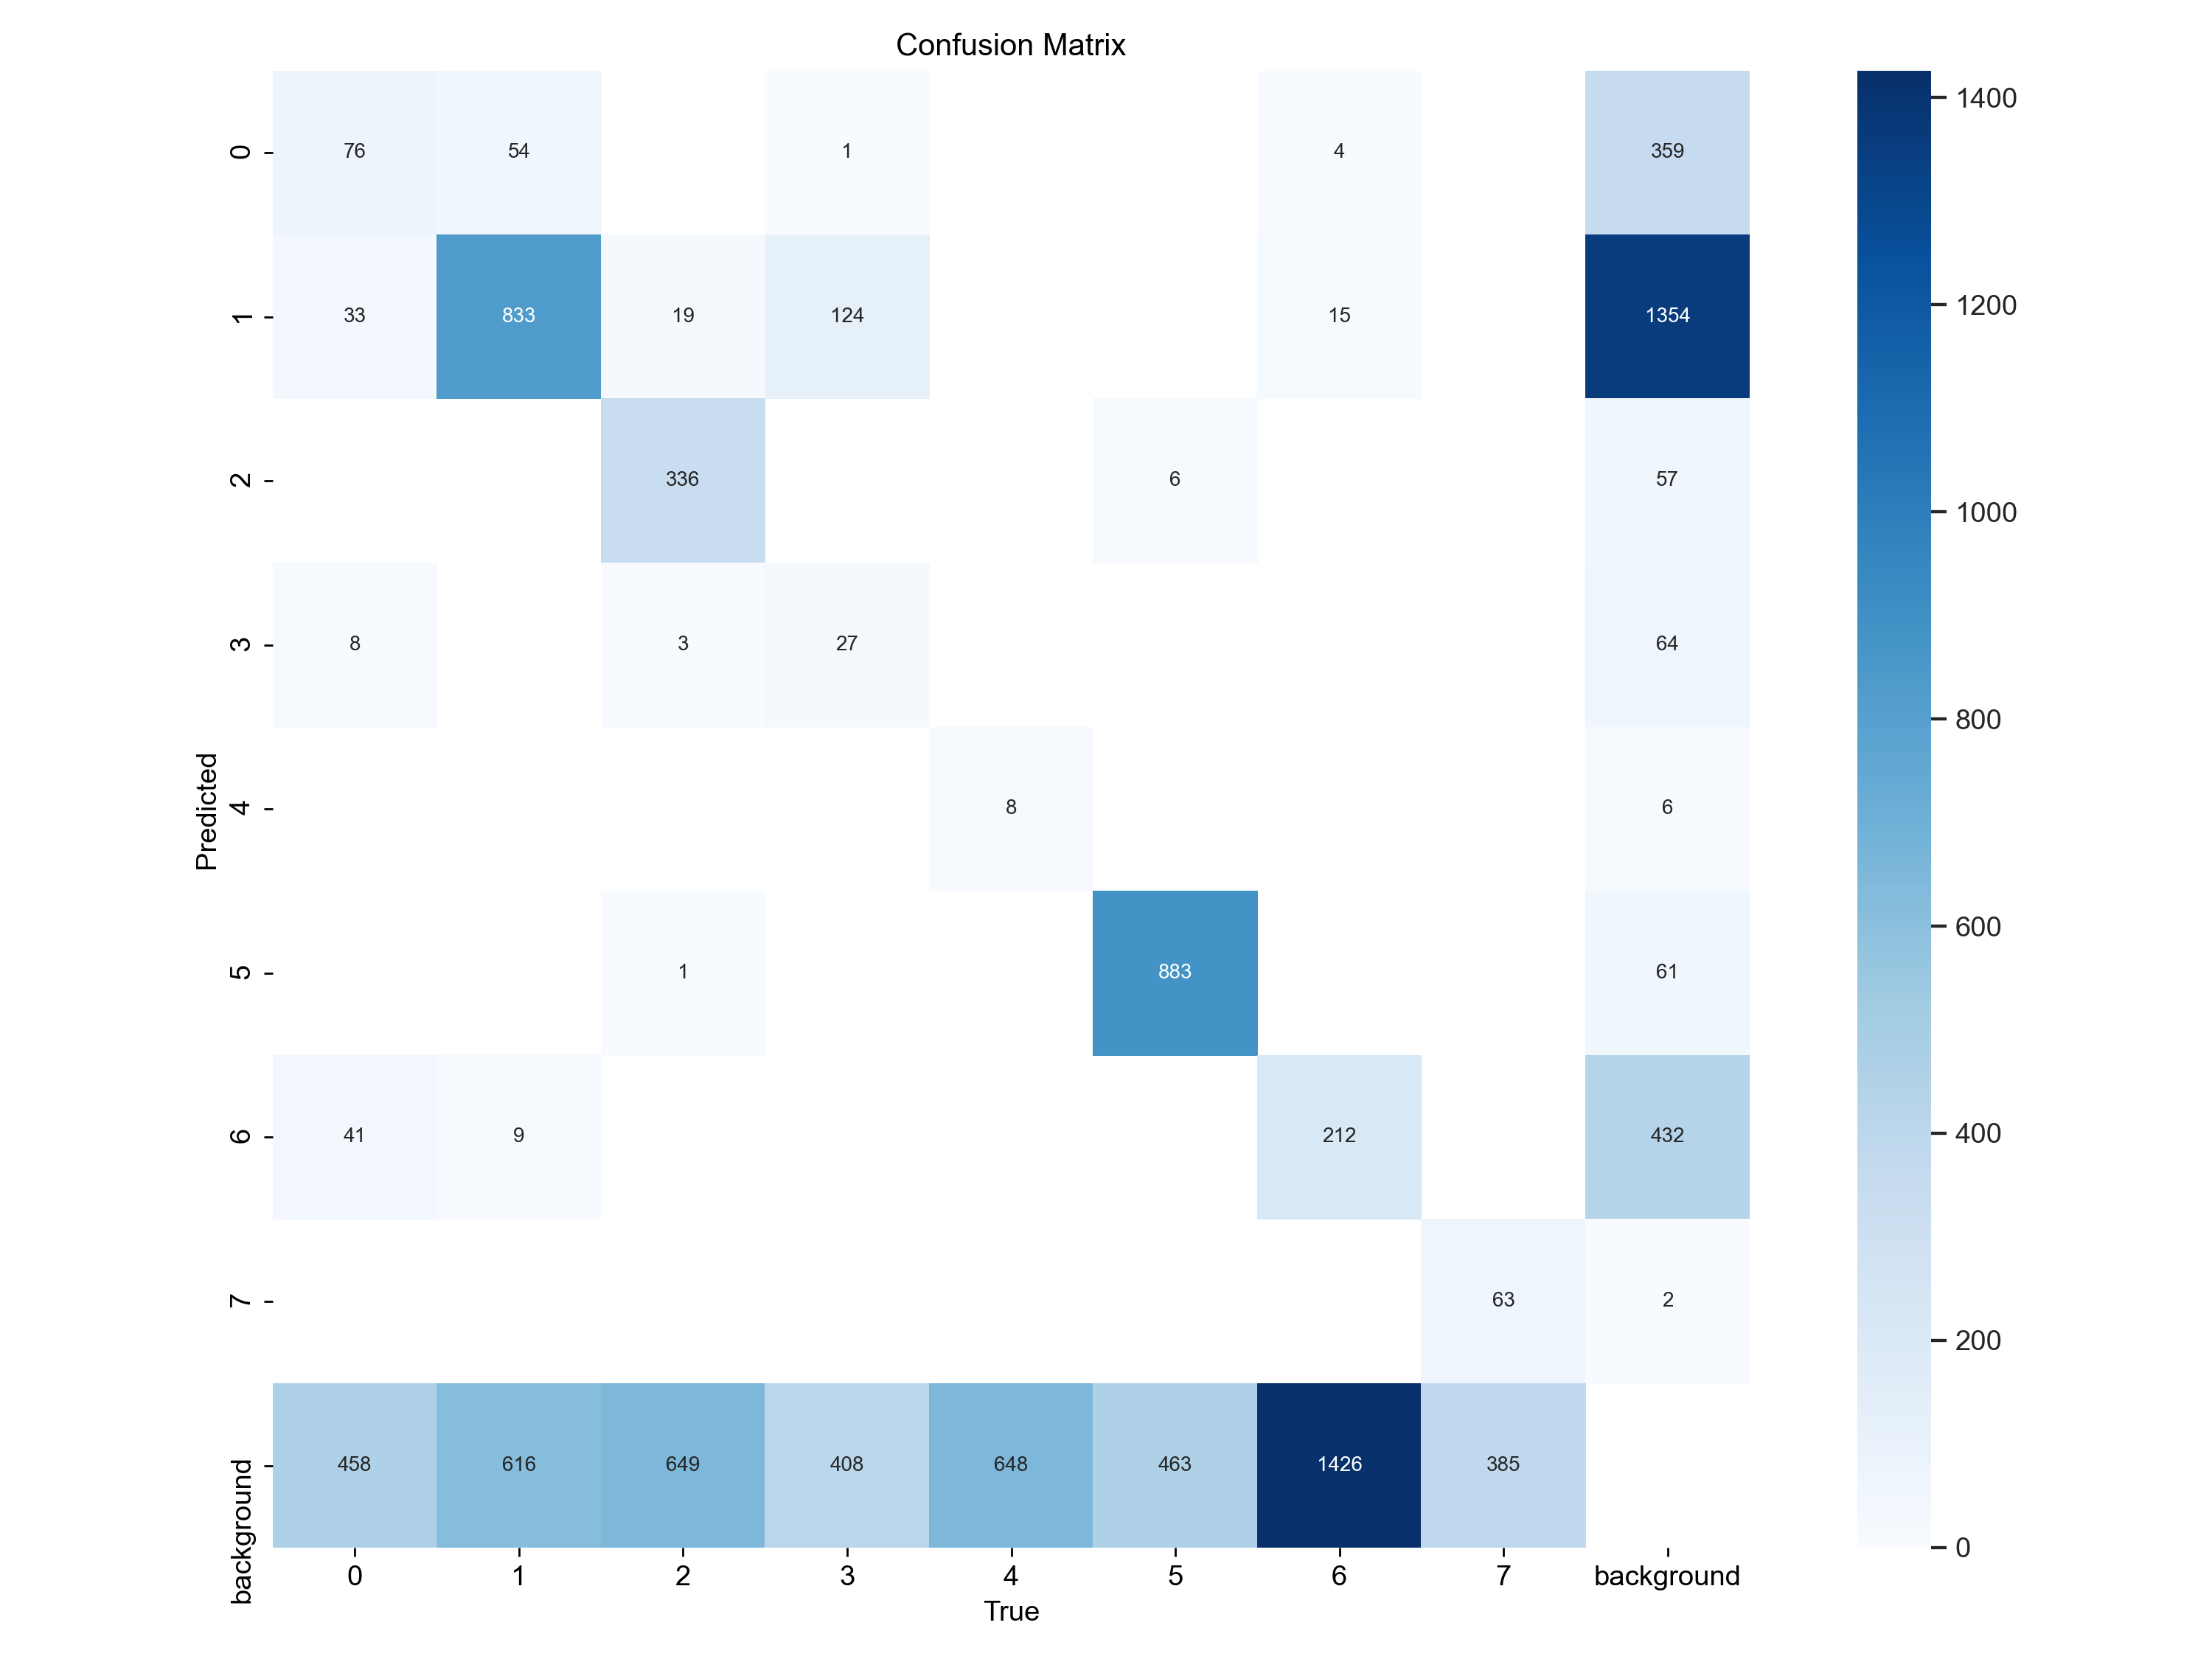 Confusion Matrix
0 76 54 1 4 359
1 33 833 19 124 15 1354
2 336 6 57
3 8 3 27 64
4 8 6
5 1 883 61
6 41 9 212 432
7 63 2
background 458 616 649 408 648 463 1426 385
0 1 2 3 4 5 6 7 background
True
Predicted
1400
1200
1000
800
600
400
200
0